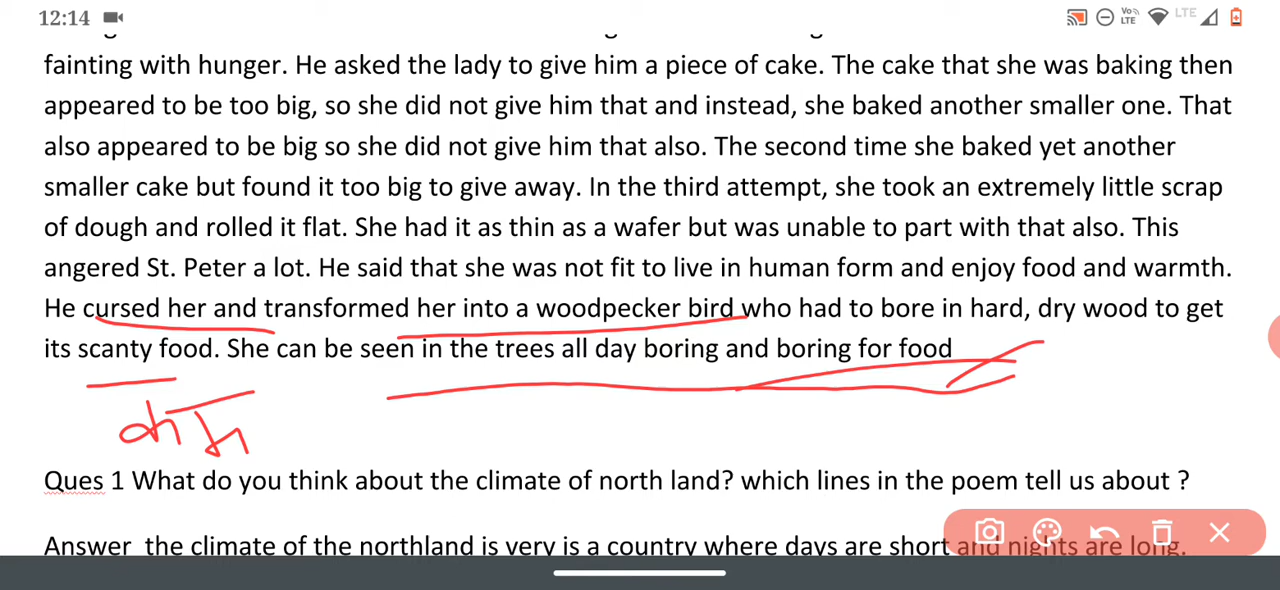 12:14
Vo))
LTE
LTE
fainting with hunger. He asked the lady to give him a piece of cake. The cake that she was baking then
appeared to be too big, so she did not give him that and instead, she baked another smaller one. That
also appeared to be big so she did not give him that also. The second time she baked yet another
smaller cake but found it too big to give away. In the third attempt, she took an extremely little scrap
of dough and rolled it flat. She had it as thin as a wafer but was unable to part with that also. This
angered St. Peter a lot. He said that she was not fit to live in human form and enjoy food and warmth.
He cursed her and transformed her into a woodpecker bird who had to bore in hard, dry wood to get
its scanty food. She can be seen in the trees all day boring and boring for food
कम
Ques 1 What do you think about the climate of north land? which lines in the poem tell us about ?
Answer the climate of the northland is very is a country where days are short and nights are long.